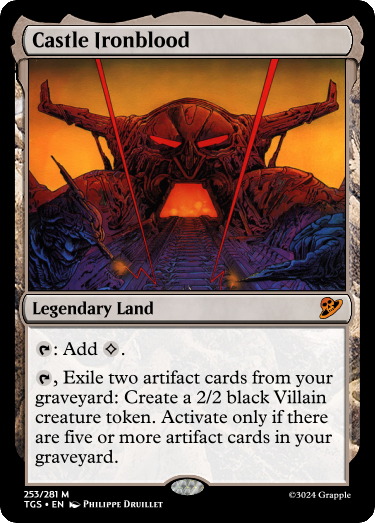 Castle Ironblood
Legendary Land
: Add .
, Exile two artifact cards from your
graveyard: Create a 2/2 black Villain
creature token. Activate only if there
are five or more artifact cards in your
graveyard.
253/281 M
TGS • EN Philippe Druillet
©3024 Grapple